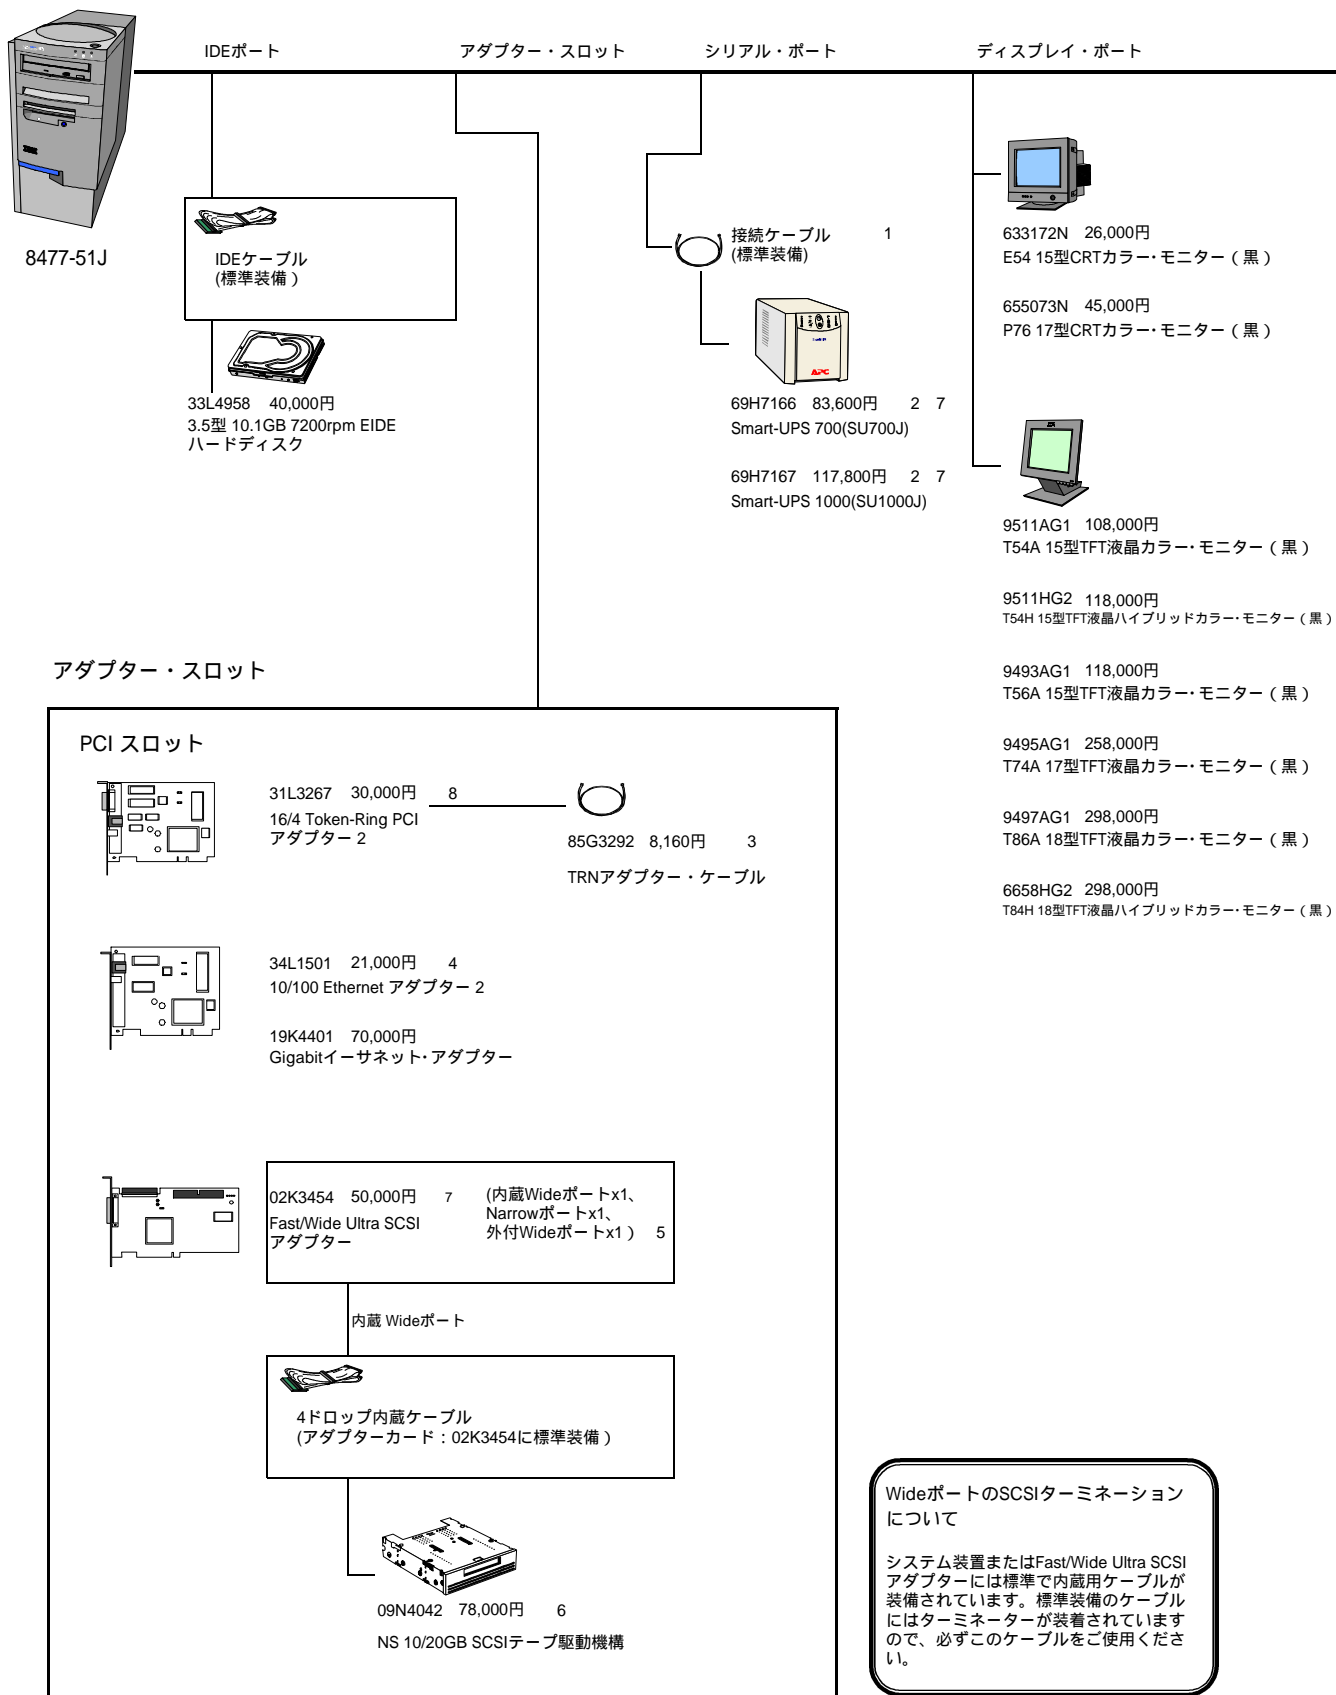 IDEポート
アダプター・スロット
シリアル・ポート
ディスプレイ・ポート
8477-51J
IDEケーブル
(標準装備 )
33L4958 40,000円
3.5型 10.1GB 7200rpm EIDE
ハードディスク
接続ケーブル 1
(標準装備)
APC
69H7166 83,600円 2 7
Smart-UPS 700(SU700J)
69H7167 117,800円 2 7
Smart-UPS 1000(SU1000J)
633172N 26,000円
E54 15型CRTカラー・モニター ( 黒 )
655073N 45,000円
P76 17型CRTカラー・モニター ( 黒 )
9511AG1 108,000円
T54A 15型TFT液晶カラー・モニター ( 黒 )
9511HG2 118,000円
T54H 15型TFT液晶ハイブリッドカラー・モニター ( 黒 )
9493AG1 118,000円
T56A 15型TFT液晶カラー・モニター ( 黒 )
9495AG1 258,000円
T74A 17型TFT液晶カラー・モニター ( 黒 )
9497AG1 298,000円
T86A 18型TFT液晶カラー・モニター ( 黒 )
6658HG2 298,000円
T84H 18型TFT液晶ハイブリッドカラー・モニター ( 黒 )
アダプター・スロット
PCI スロット
31L3267 30,000円 8
16/4 Token-Ring PCI
アダプター 2
85G3292 8,160円 3
TRNアダプター・ケーブル
34L1501 21,000円 4
10/100 Ethernet アダプター 2
19K4401 70,000円
Gigabitイーサネット・アダプター
02K3454 50,000円 7
Fast/Wide Ultra SCSI
アダプター
(内蔵Wideポートx1、
Narrowポートx1、
外付Wideポートx1 ) 5
内蔵 Wideポート
4ドロップ内蔵ケーブル
(アダプターカード：02K3454に標準装備 )
09N4042 78,000円 6
NS 10/20GB SCSIテープ駆動機構
WideポートのSCSIターミネーション
について
システム装置またはFast/Wide Ultra SCSI
アダプターには標準で内蔵用ケーブルが
装備されています。標準装備のケーブル
にはターミネーターが装着されています
ので、必ずこのケーブルをご使用くださ
い。